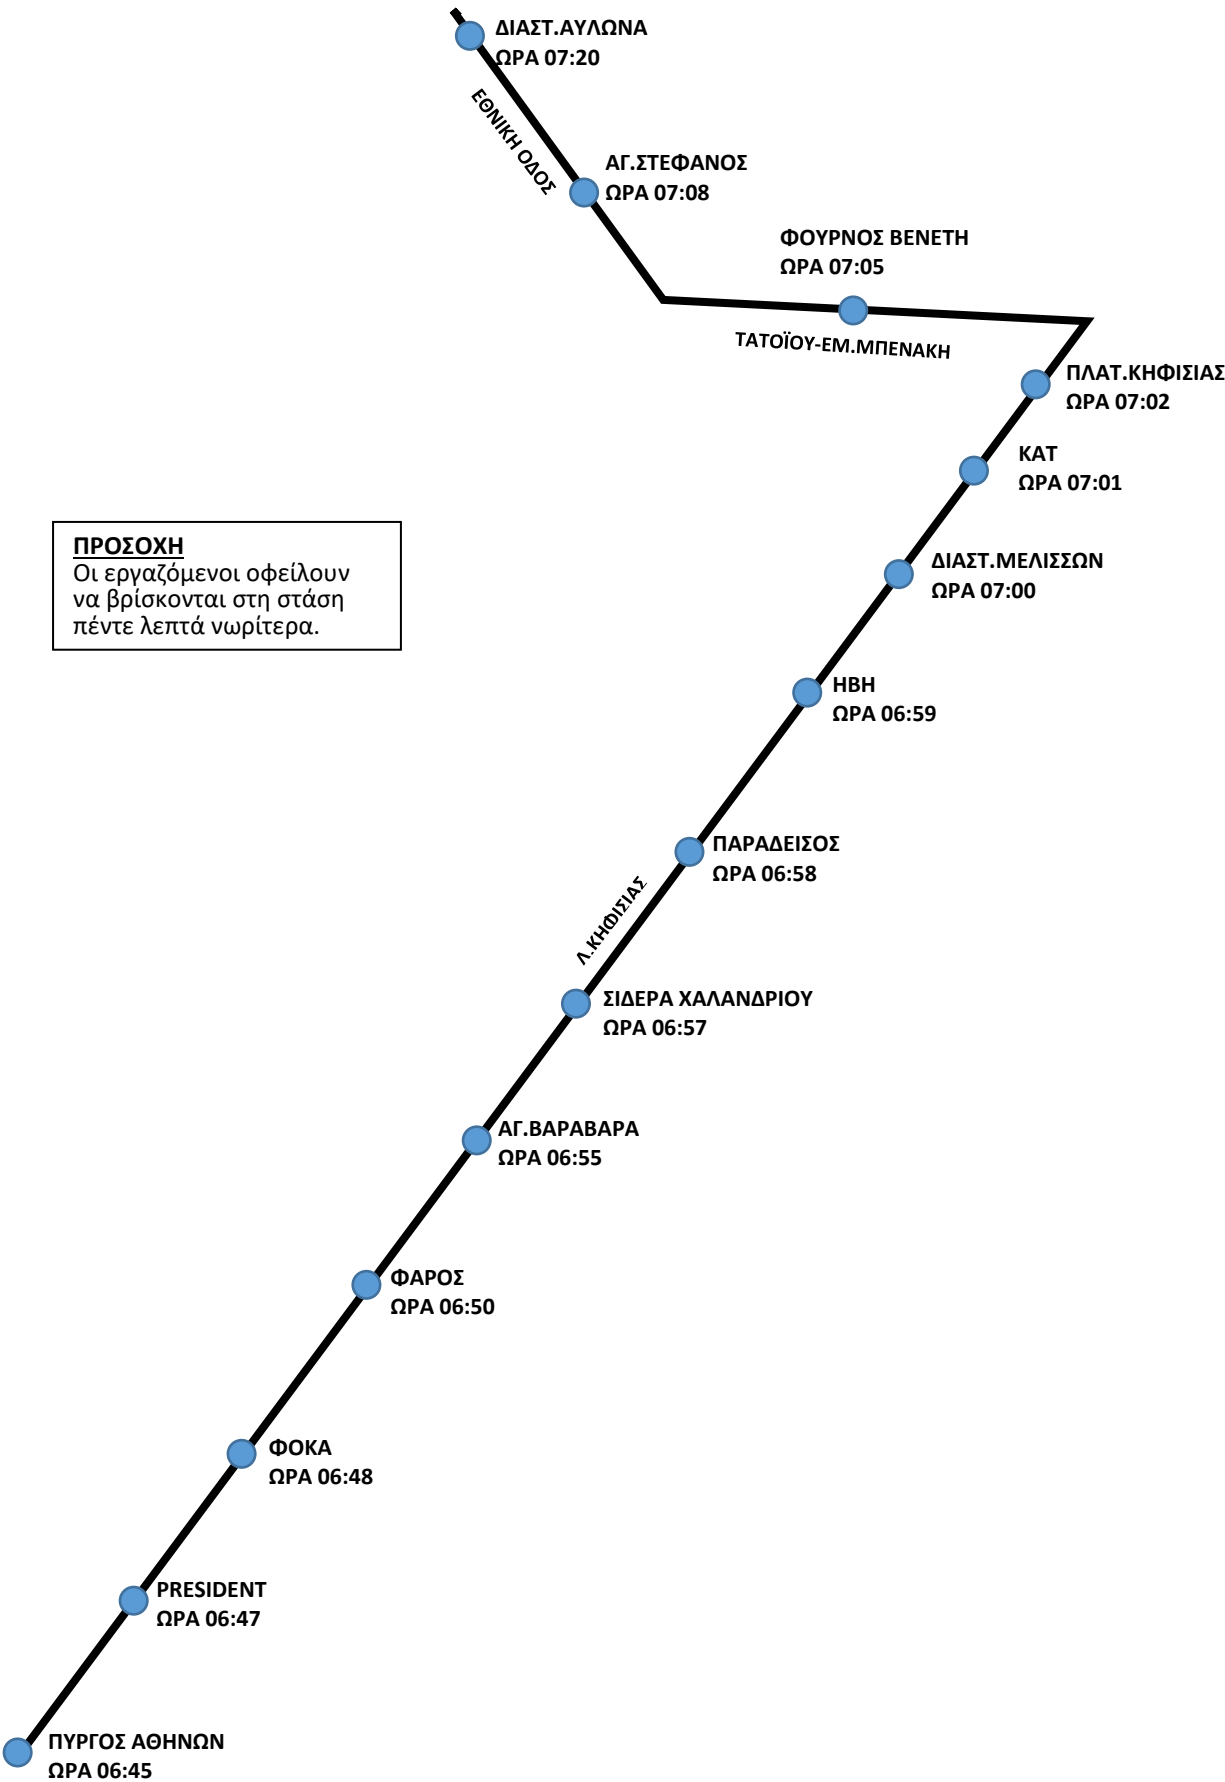 ΔΙΑΣΤ.ΑΥΛΩΝΑ
ΩΡΑ 07:20
ΕΘΝΙΚΗ ΟΔΟΣ
ΑΓ.ΣΤΕΦΑΝΟΣ
ΩΡΑ 07:08
ΦΟΥΡΝΟΣ ΒΕΝΕΤΗ
ΩΡΑ 07:05
ΤΑΤΟΪΟΥ-ΕΜ.ΜΠΕΝΑΚΗ
ΠΛΑΤ.ΚΗΦΙΣΙΑΣ
ΩΡΑ 07:02
ΚΑΤ
ΩΡΑ 07:01
ΠΡΟΣΟΧΗ
Οι εργαζόμενοι οφείλουν
να βρίσκονται στη στάση
πέντε λεπτά νωρίτερα.
ΔΙΑΣΤ.ΜΕΛΙΣΣΩΝ
ΩΡΑ 07:00
ΗΒΗ
ΩΡΑ 06:59
ΠΑΡΑΔΕΙΣΟΣ
ΩΡΑ 06:58
Λ.ΚΗΦΙΣΙΑΣ
ΣΙΔΕΡΑ ΧΑΛΑΝΔΡΙΟΥ
ΩΡΑ 06:57
ΑΓ.ΒΑΡΑΒΑΡΑ
ΩΡΑ 06:55
ΦΑΡΟΣ
ΩΡΑ 06:50
ΦΟΚΑ
ΩΡΑ 06:48
PRESIDENT
ΩΡΑ 06:47
ΠΥΡΓΟΣ ΑΘΗΝΩΝ
ΩΡΑ 06:45